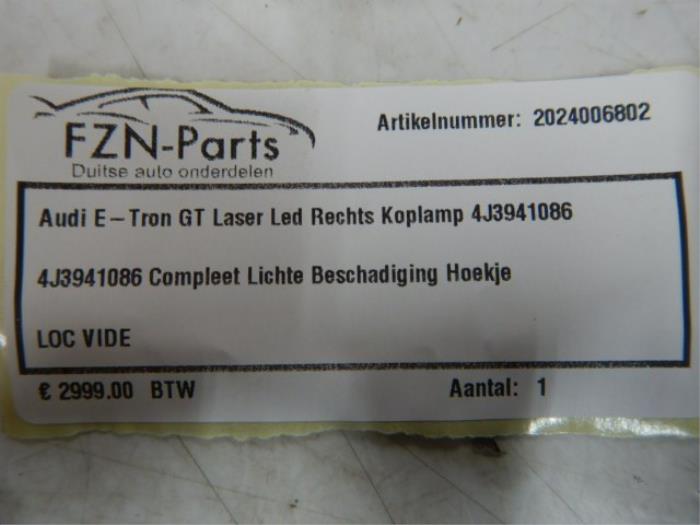 FZN-Parts
Duitse auto onderdelen
Artikelnummer: 2024006802
Audi E-Tron GT Laser Led Rechts Koplamp 4J3941086
4J3941086 Compleet Lichte Beschadiging Hoekje
LOC VIDE
€ 2999.00 BTW
Aantal: 1